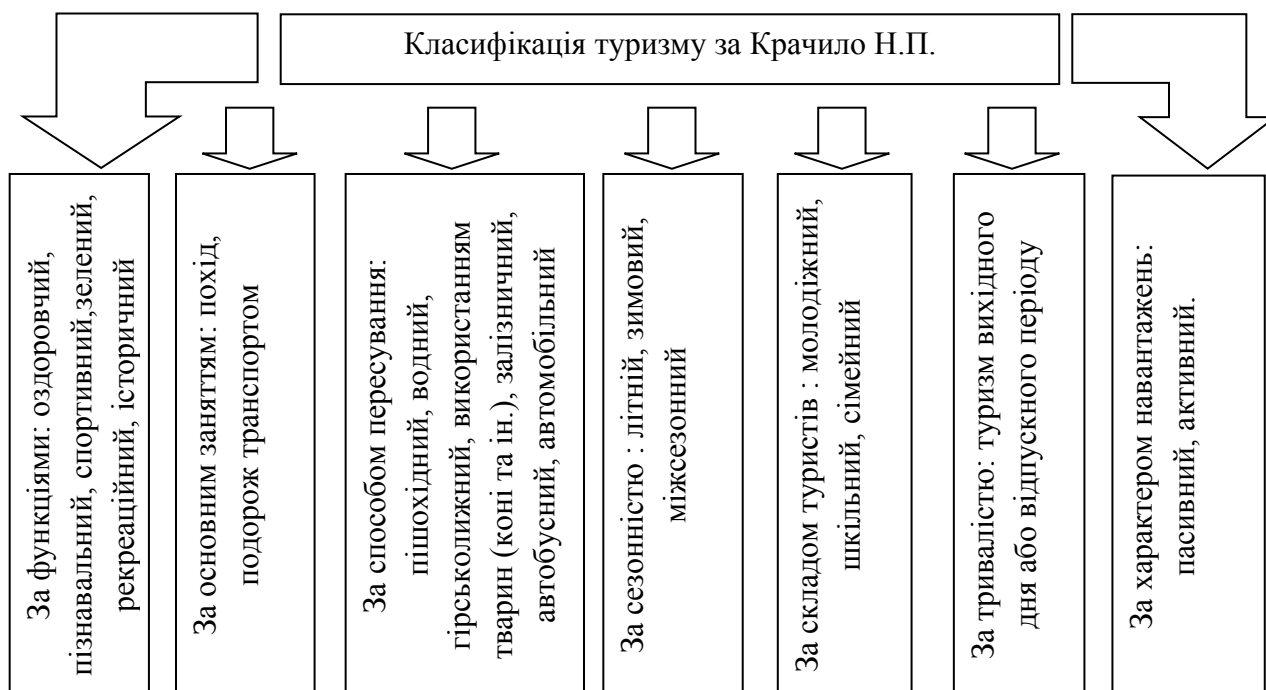 Класифікація туризму за Крачило Н.П.
За функціями: оздоровчий,
пізнавальний, спортивний,зелений,
рекреаційний, історичний
За основним заняттям: похід,
подорож транспортом
За способом пересування:
пішохідний, водний,
гірськолижний, використанням
тварин (коні та ін.), залізничний,
автобусний, автомобільний
За сезонністю : літній, зимовий,
міжсезонний
За складом туристів : молодіжний,
шкільний, сімейний
За тривалістю: туризм вихідного
дня або відпускного періоду
За характером навантажень:
пасивний, активний.